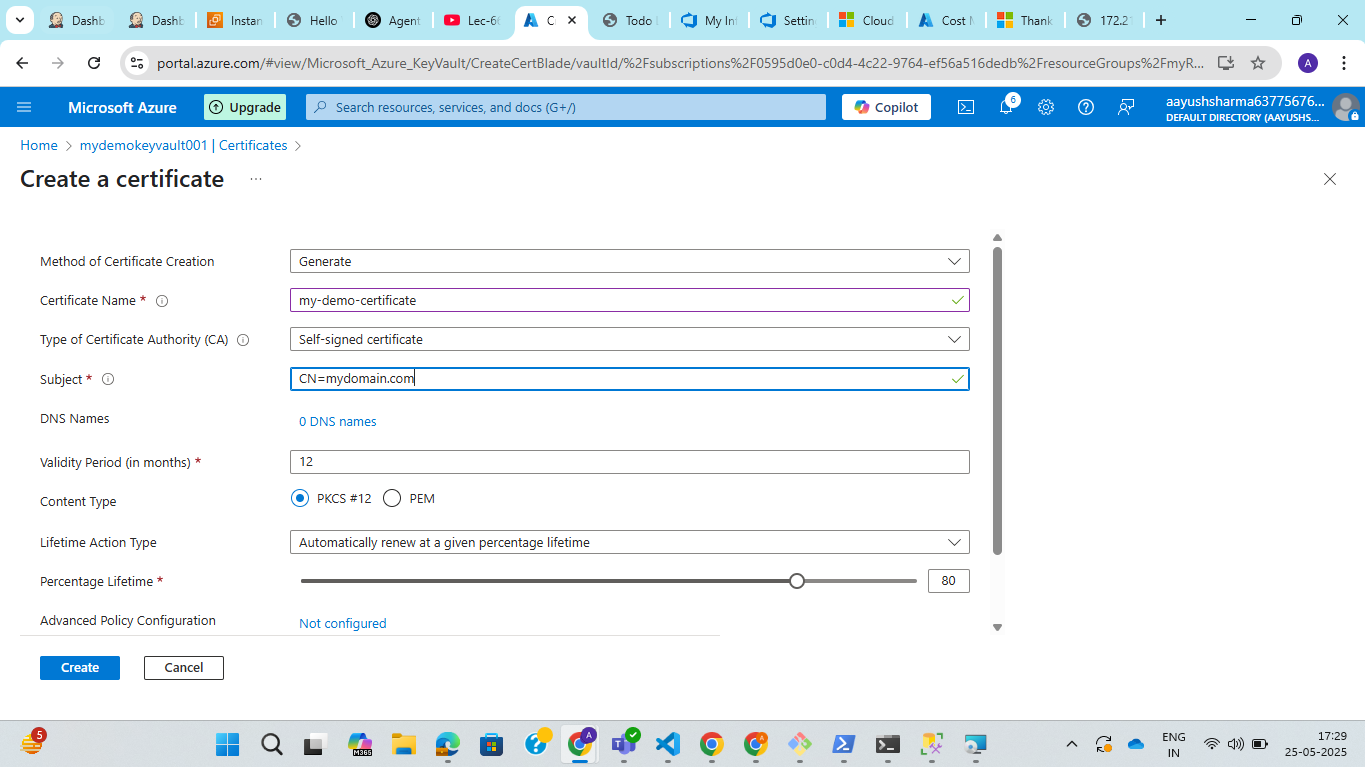 Dashb
Dashb
Instan
Hello
Agent
Lec-6
C
Todo
My In
Settin
Cloud
Cost M
Thank
172.2
portal.azure.com/#view/Microsoft_Azure_KeyVault/CreateCertBlade/vaultId/%2Fsubscriptions%2F0595d0e0-c0d4-4c22-9764-ef56a516dedb%2FresourceGroups%2FmyR...
A
Microsoft Azure
Upgrade
Search resources, services, and docs (G+/)
Copilot
6
aayushsharma63775676...
DEFAULT DIRECTORY (AAYUSHS...
Home > mydemokeyvault001 | Certificates >
Create a certificate ...
Method of Certificate Creation
Generate
Certificate Name *
my-demo-certificate
Type of Certificate Authority (CA)
Self-signed certificate
Subject *
CN=mydomain.com
DNS Names
0 DNS names
Validity Period (in months) *
12
Content Type
PKCS #12
PEM
Lifetime Action Type
Automatically renew at a given percentage lifetime
Percentage Lifetime *
80
Advanced Policy Configuration
Not configured
Create
Cancel
5
M365
A
A
ENG
IN
17:29
25-05-2025